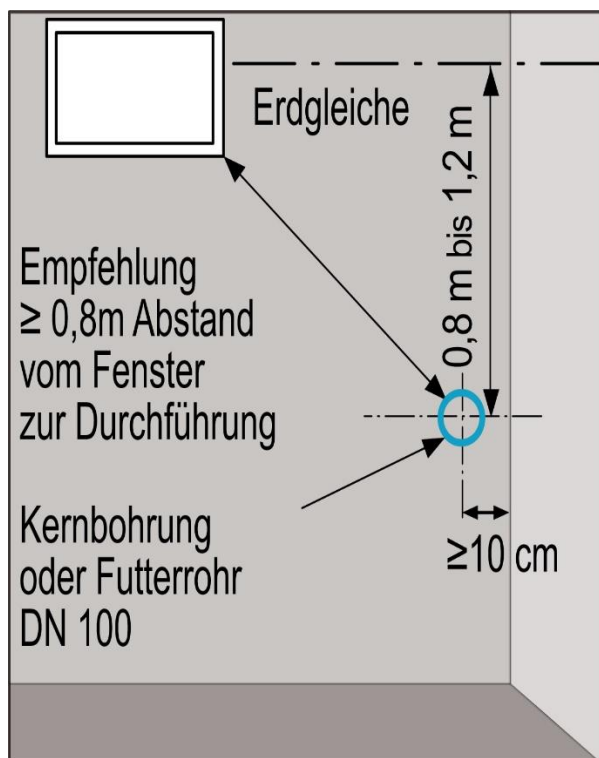 Erdgleiche
0,8 m bis 1,2 m
Empfehlung
≥ 0,8m Abstand
vom Fenster
zur Durchführung
Kernbohrung
oder Futterrohr
DN 100
≥10 cm